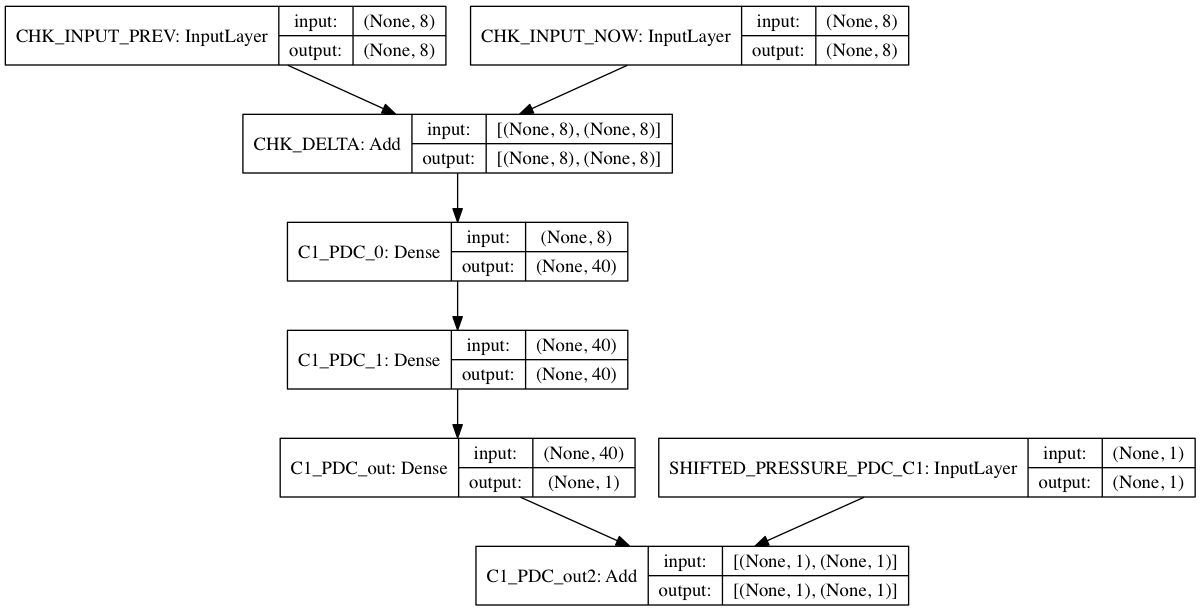 CHK_INPUT_PREV: InputLayer
input: (None, 8)
output: (None, 8)
CHK_INPUT_NOW: InputLayer
input: (None, 8)
output: (None, 8)
CHK_DELTA: Add
input: [(None, 8), (None, 8)]
output: [(None, 8), (None, 8)]
C1_PDC_0: Dense
input: (None, 8)
output: (None, 40)
C1_PDC_1: Dense
input: (None, 40)
output: (None, 40)
C1_PDC_out: Dense
input: (None, 40)
output: (None, 1)
SHIFTED_PRESSURE_PDC_C1: InputLayer
input: (None, 1)
output: (None, 1)
C1_PDC_out2: Add
input: [(None, 1), (None, 1)]
output: [(None, 1), (None, 1)]